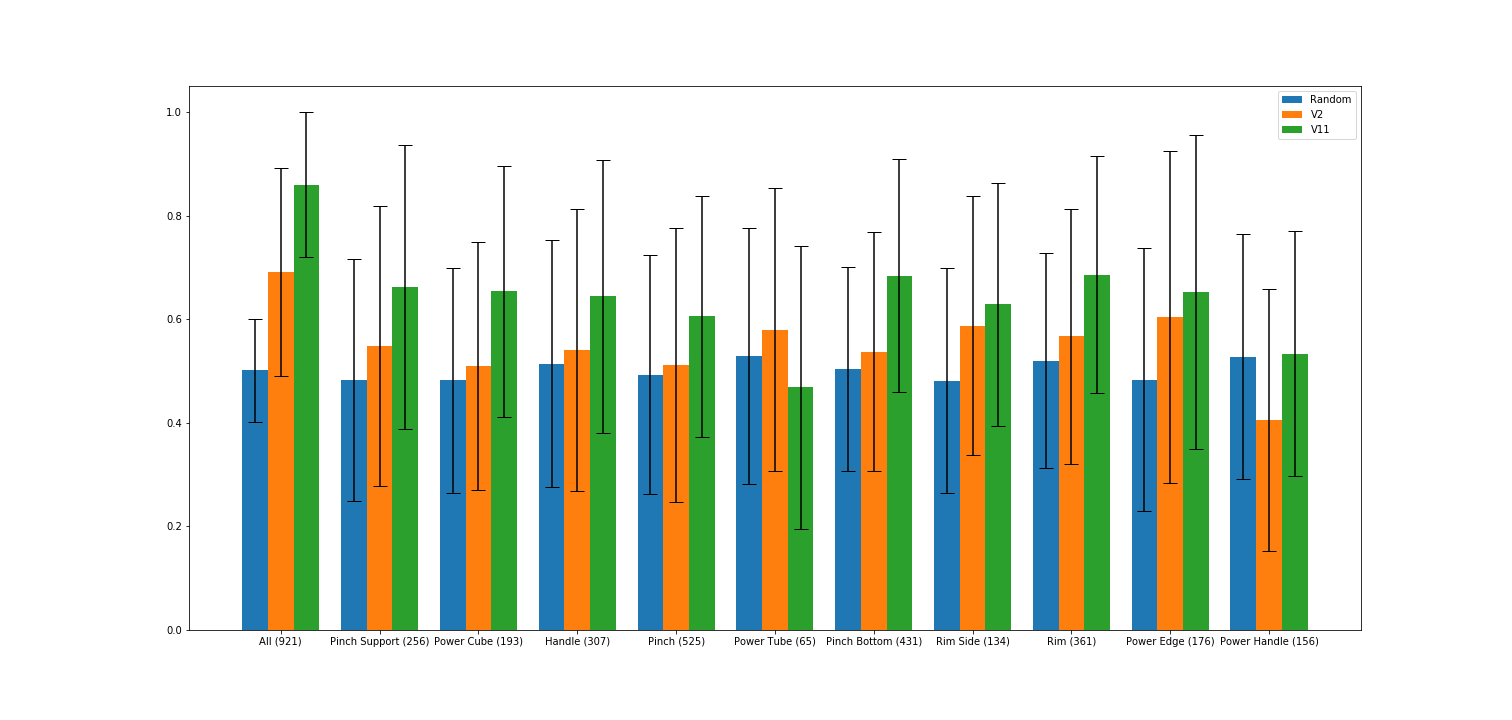 1.0
0.8
0.6
0.4
0.2
0.0
Random
V2
V11
All (921) Pinch Support (256) Power Cube (193) Handle (307) Pinch (525) Power Tube (65) Pinch Bottom (431) Rim Side (134) Rim (361) Power Edge (176) Power Handle (156)